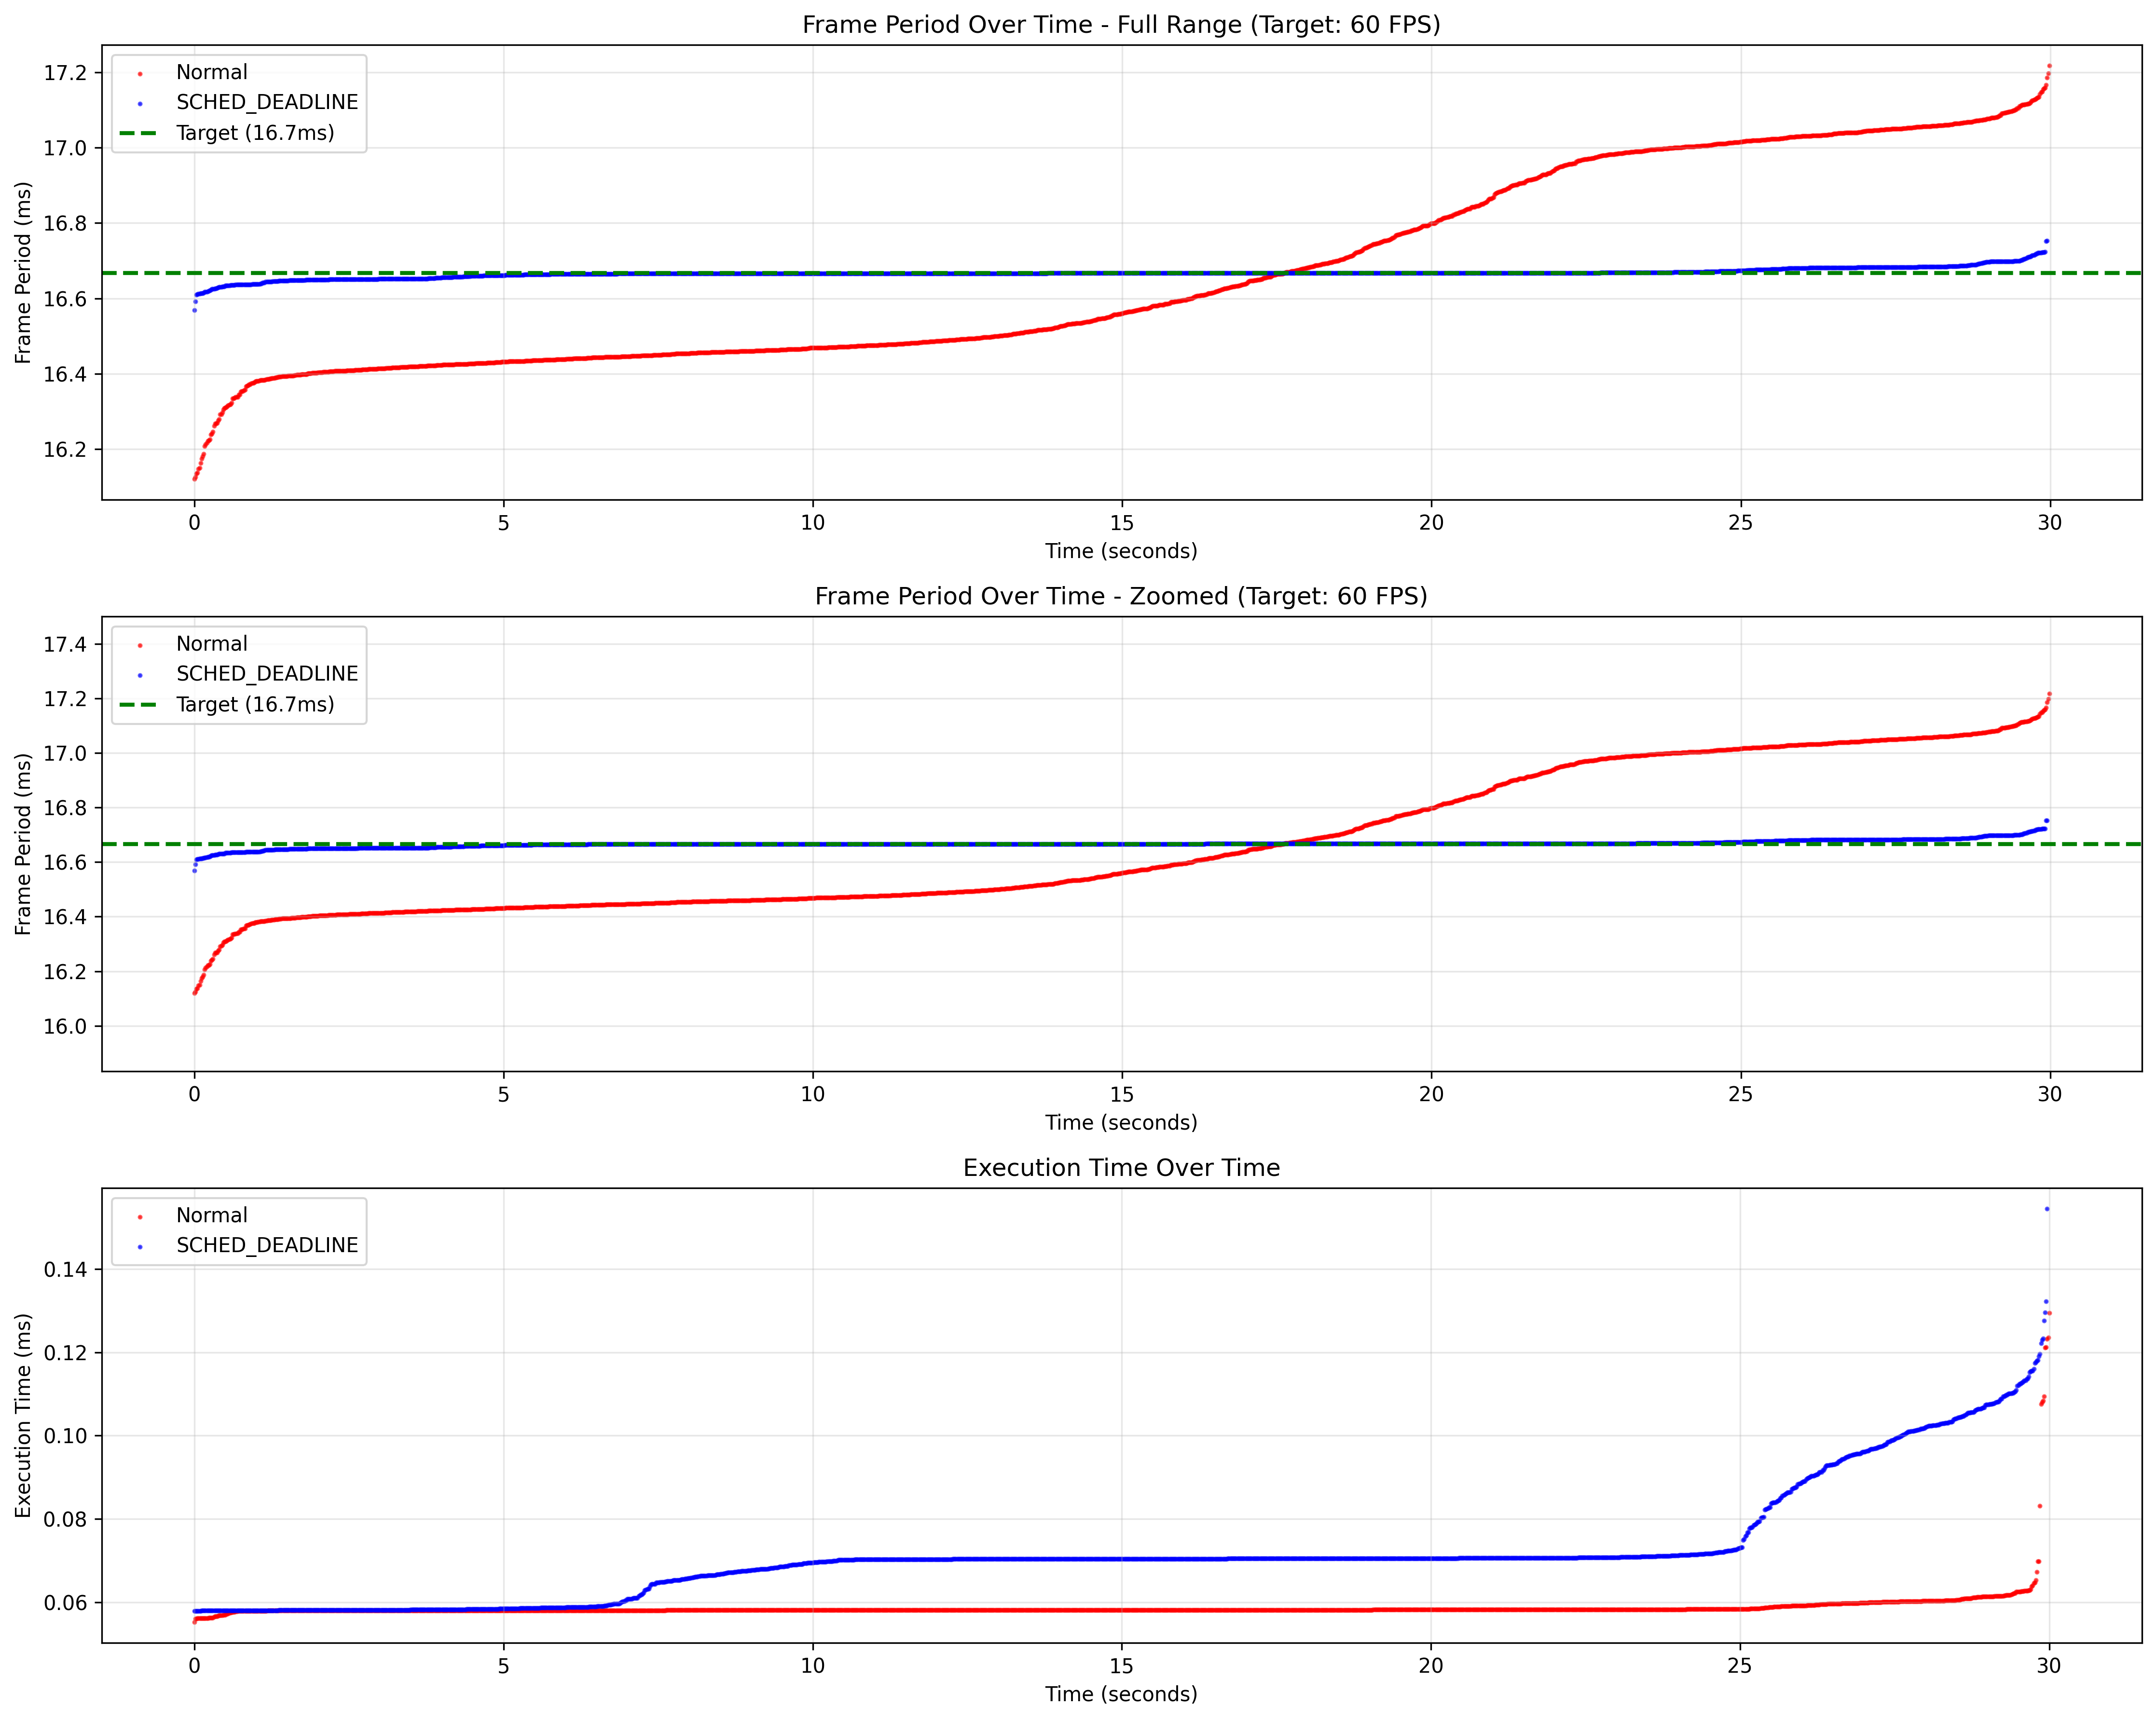 Frame Period Over Time - Full Range (Target: 60 FPS)
Normal
SCHED_DEADLINE
Target (16.7ms)
17.2
17.0
16.8
16.6
16.4
16.2
Frame Period (ms)
0 5 10 15 20 25 30
Time (seconds)
Frame Period Over Time - Zoomed (Target: 60 FPS)
Normal
SCHED_DEADLINE
Target (16.7ms)
17.4
17.2
17.0
16.8
16.6
16.4
16.2
16.0
Frame Period (ms)
0 5 10 15 20 25 30
Time (seconds)
Execution Time Over Time
Normal
SCHED_DEADLINE
0.14
0.12
0.10
0.08
0.06
Execution Time (ms)
0 5 10 15 20 25 30
Time (seconds)